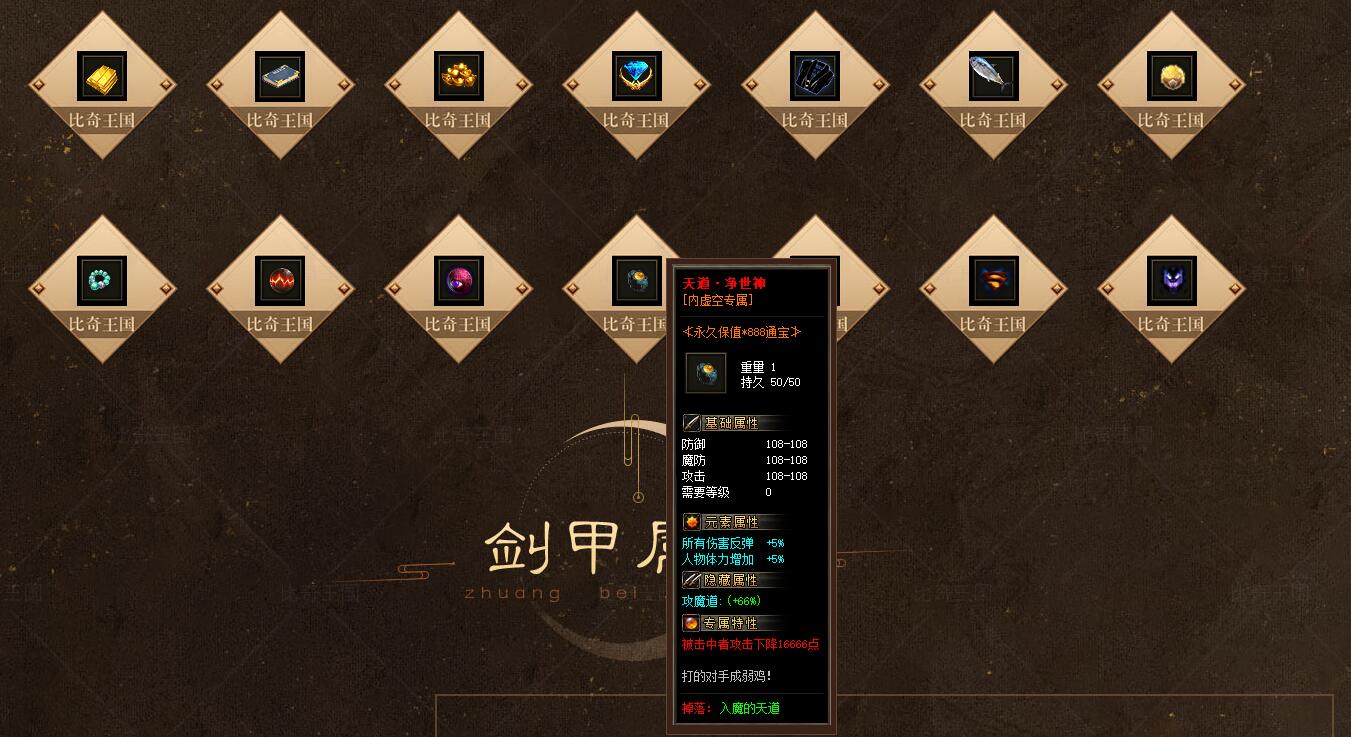 比奇王国 比奇王国 比奇王国 比奇王国 比奇王国 比奇王国 比奇王国
比奇王国 比奇王国 比奇王国 比奇王国 国 比奇王国 比奇王国
天道·净世神
[内虚空专属]
≮永久保值*888通宝≯
重量 1
持久 50/50
基础属性
防御 108-108
魔防 108-108
攻击 108-108
需要等级 0
元素属性
所有伤害反弹 +5%
人物体力增加 +5%
隐藏属性
攻魔道:(+66%)
专属特性
被击中者攻击下降16666点
打的对手成弱鸡!
掉落: 入魔的天道
剑甲
zhuang bei